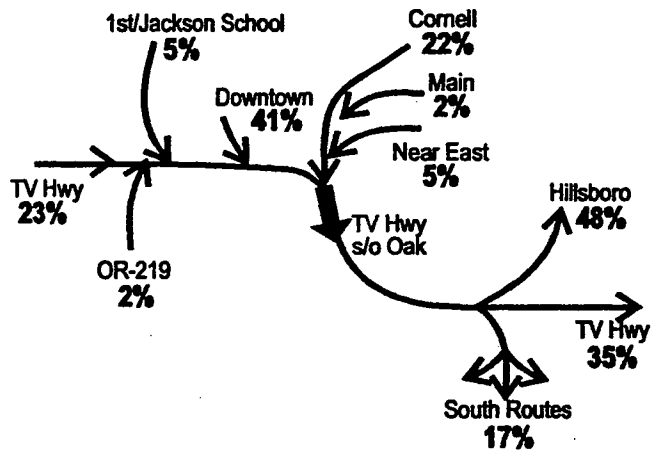 1st/Jackson School
5%
Cornell
22%
Downtown
41%
Main
2%
Near East
5%
TV Hwy
23%
OR-219
2%
TV Hwy
s/o Oak
Hillsboro
48%
TV Hwy
35%
South Routes
17%